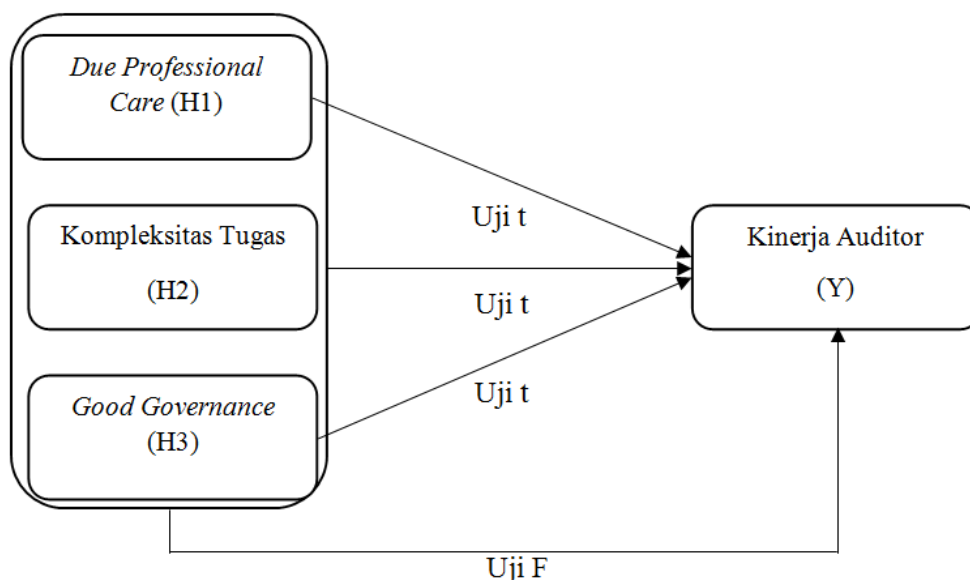 Due Professional
Care (H1)
Uji t
Kompleksitas Tugas
(H2)
Kinerja Auditor
(Y)
Uji t
Good Governance
(H3)
Uji t
Uji F